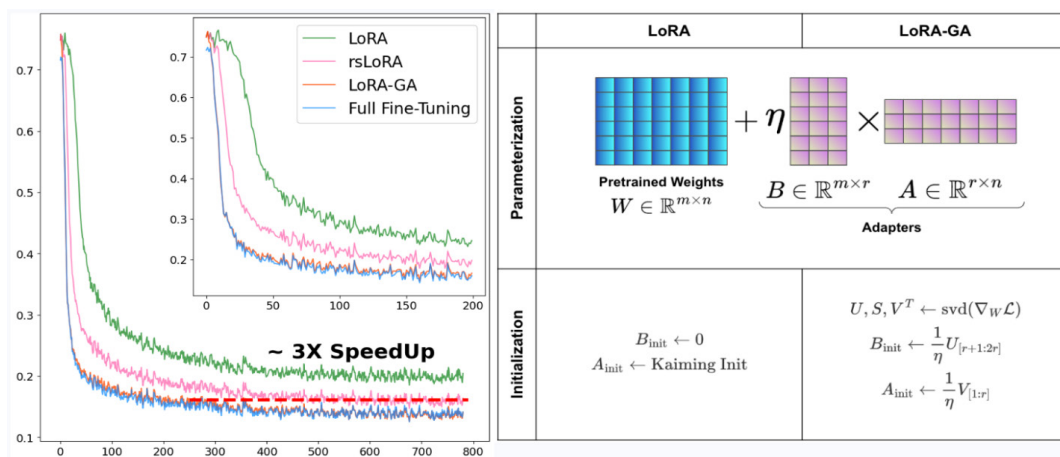 0.7
0.6
0.5
0.4
0.3
0.2
0.1
0
100
200
300
400
500
600
700
800
0.7
0.6
0.5
0.4
0.3
0.2
0
50
100
150
200
LoRA
rsLoRA
LoRA-GA
Full Fine-Tuning
~ 3X SpeedUp
LoRA
LoRA-GA
Parameterization
+ η ×
Pretrained Weights
W ∈ ℝ^{m×n}
B ∈ ℝ^{m×r}
A ∈ ℝ^{r×n}
Adapters
Initialization
B_init ← 0
A_init ← Kaiming Init
U, S, V^T ← svd(∇_W ℒ)
B_init ← 1/η U_[r+1:2r]
A_init ← 1/η V_[1:r]